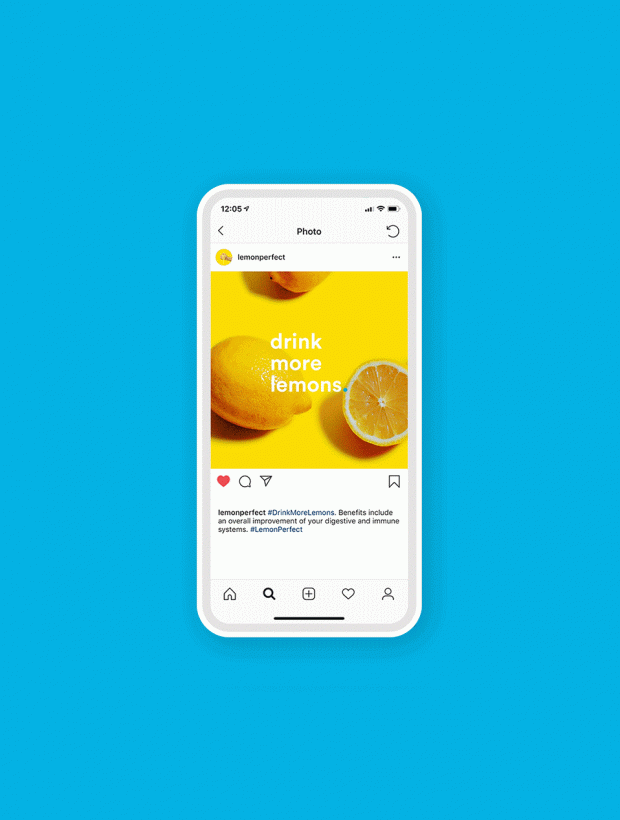 12:05
Photo
lemonperfect
drink
more
lemons.
lemonperfect #DrinkMoreLemons. Benefits include
an overall improvement of your digestive and immune
systems. #LemonPerfect